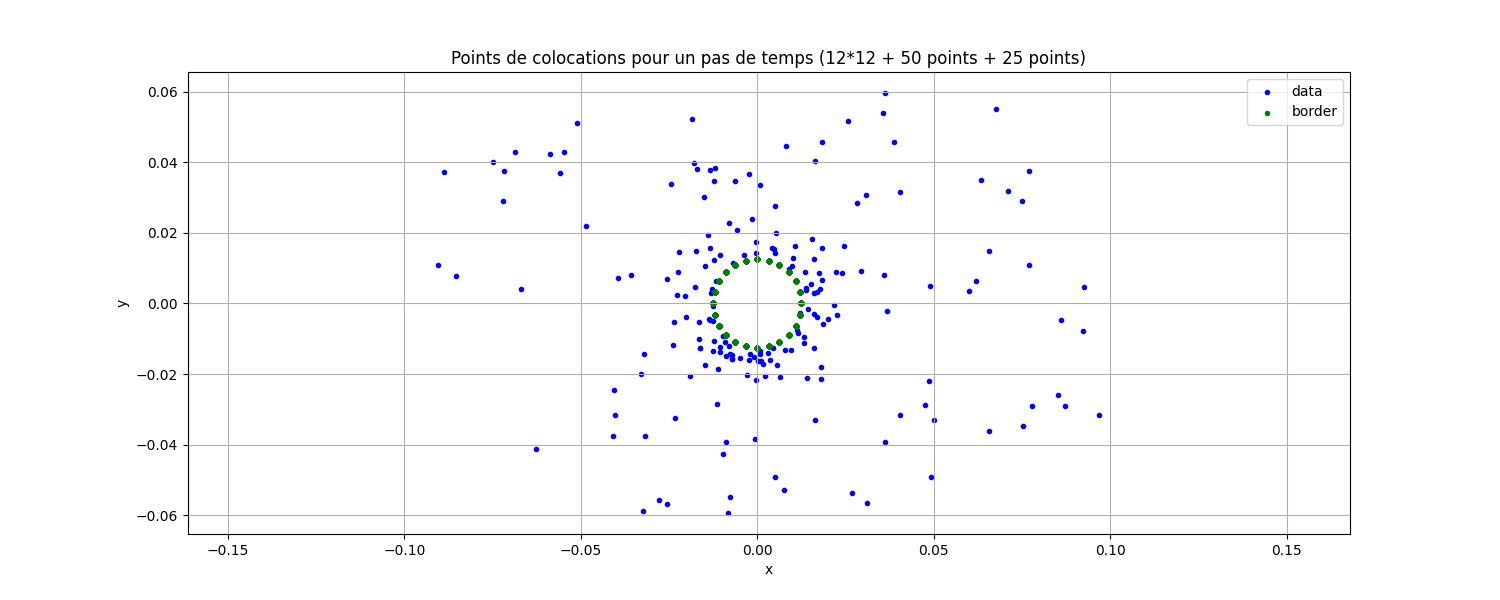 Points de colocations pour un pas de temps (12*12 + 50 points + 25 points)
data
border
0.06
0.04
0.02
0.00
−0.02
−0.04
−0.06
y
−0.15
−0.10
−0.05
0.00
0.05
0.10
0.15
x